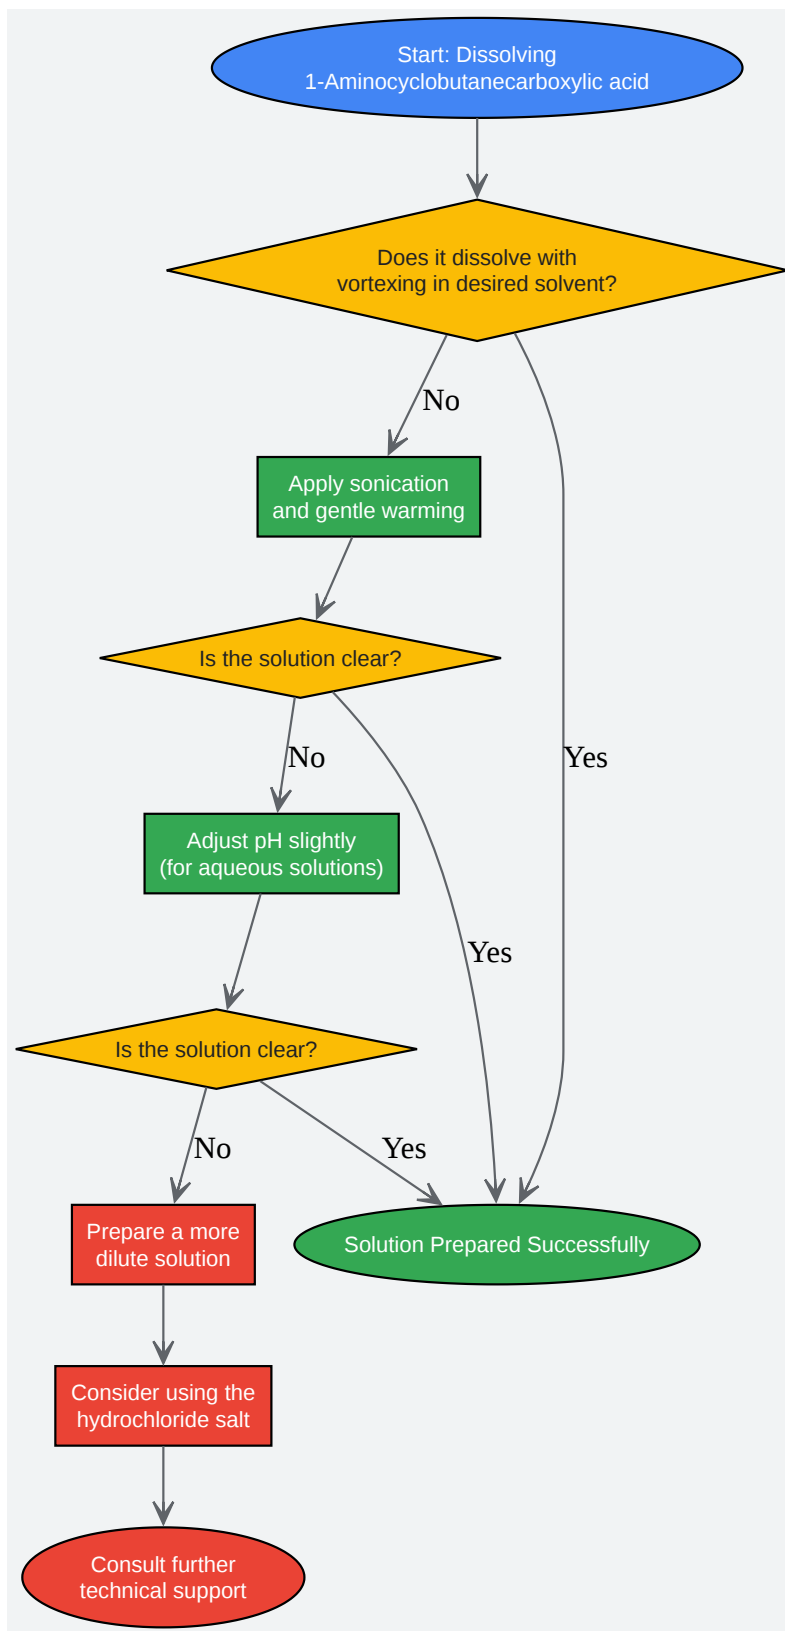 Start: Dissolving
1-Aminocyclobutanecarboxylic acid
Does it dissolve with
vortexing in desired solvent?
No
Apply sonication
and gentle warming
Is the solution clear?
No
Yes
Adjust pH slightly
(for aqueous solutions)
Yes
Is the solution clear?
No
Yes
Prepare a more
dilute solution
Solution Prepared Successfully
Consider using the
hydrochloride salt
Consult further
technical support